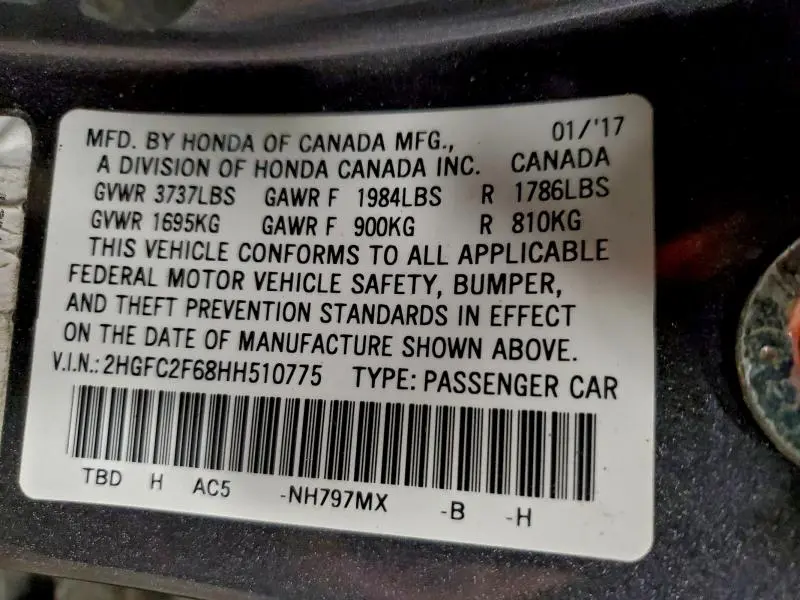 MFD. BY HONDA OF CANADA MFG., 01/'17
A DIVISION OF HONDA CANADA INC. CANADA
GVWR 3737LBS GAWR F 1984LBS R 1786LBS
GVWR 1695KG GAWR F 900KG R 810KG
THIS VEHICLE CONFORMS TO ALL APPLICABLE
FEDERAL MOTOR VEHICLE SAFETY, BUMPER,
AND THEFT PREVENTION STANDARDS IN EFFECT
ON THE DATE OF MANUFACTURE SHOWN ABOVE.
V.I.N.: 2HGFC2F68HH510775 TYPE: PASSENGER CAR
TBD H AC5 -NH797MX -B -H